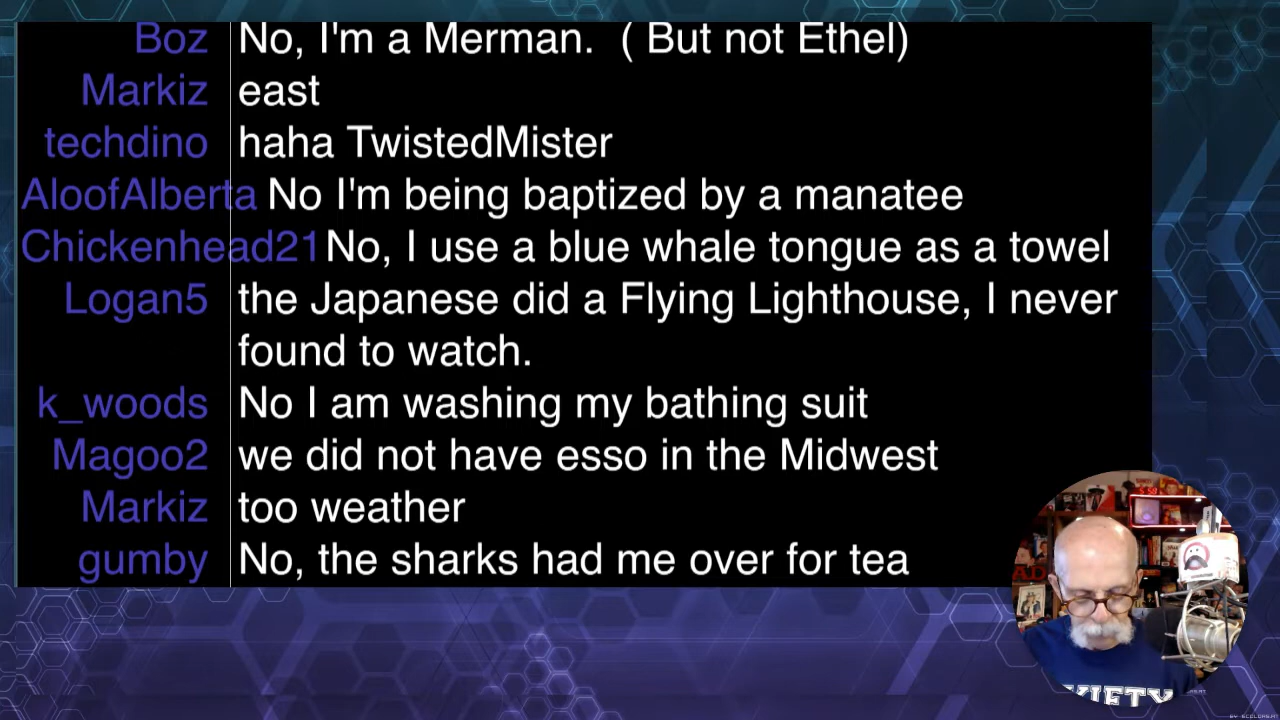 Boz No, I'm a Merman. ( But not Ethel)
Markiz east
techdino haha TwistedMister
AloofAlberta No I'm being baptized by a manatee
Chickenhead21 No, I use a blue whale tongue as a towel
Logan5 the Japanese did a Flying Lighthouse, I never
found to watch.
k_woods No I am washing my bathing suit
Magoo2 we did not have esso in the Midwest
Markiz too weather
gumby No, the sharks had me over for tea